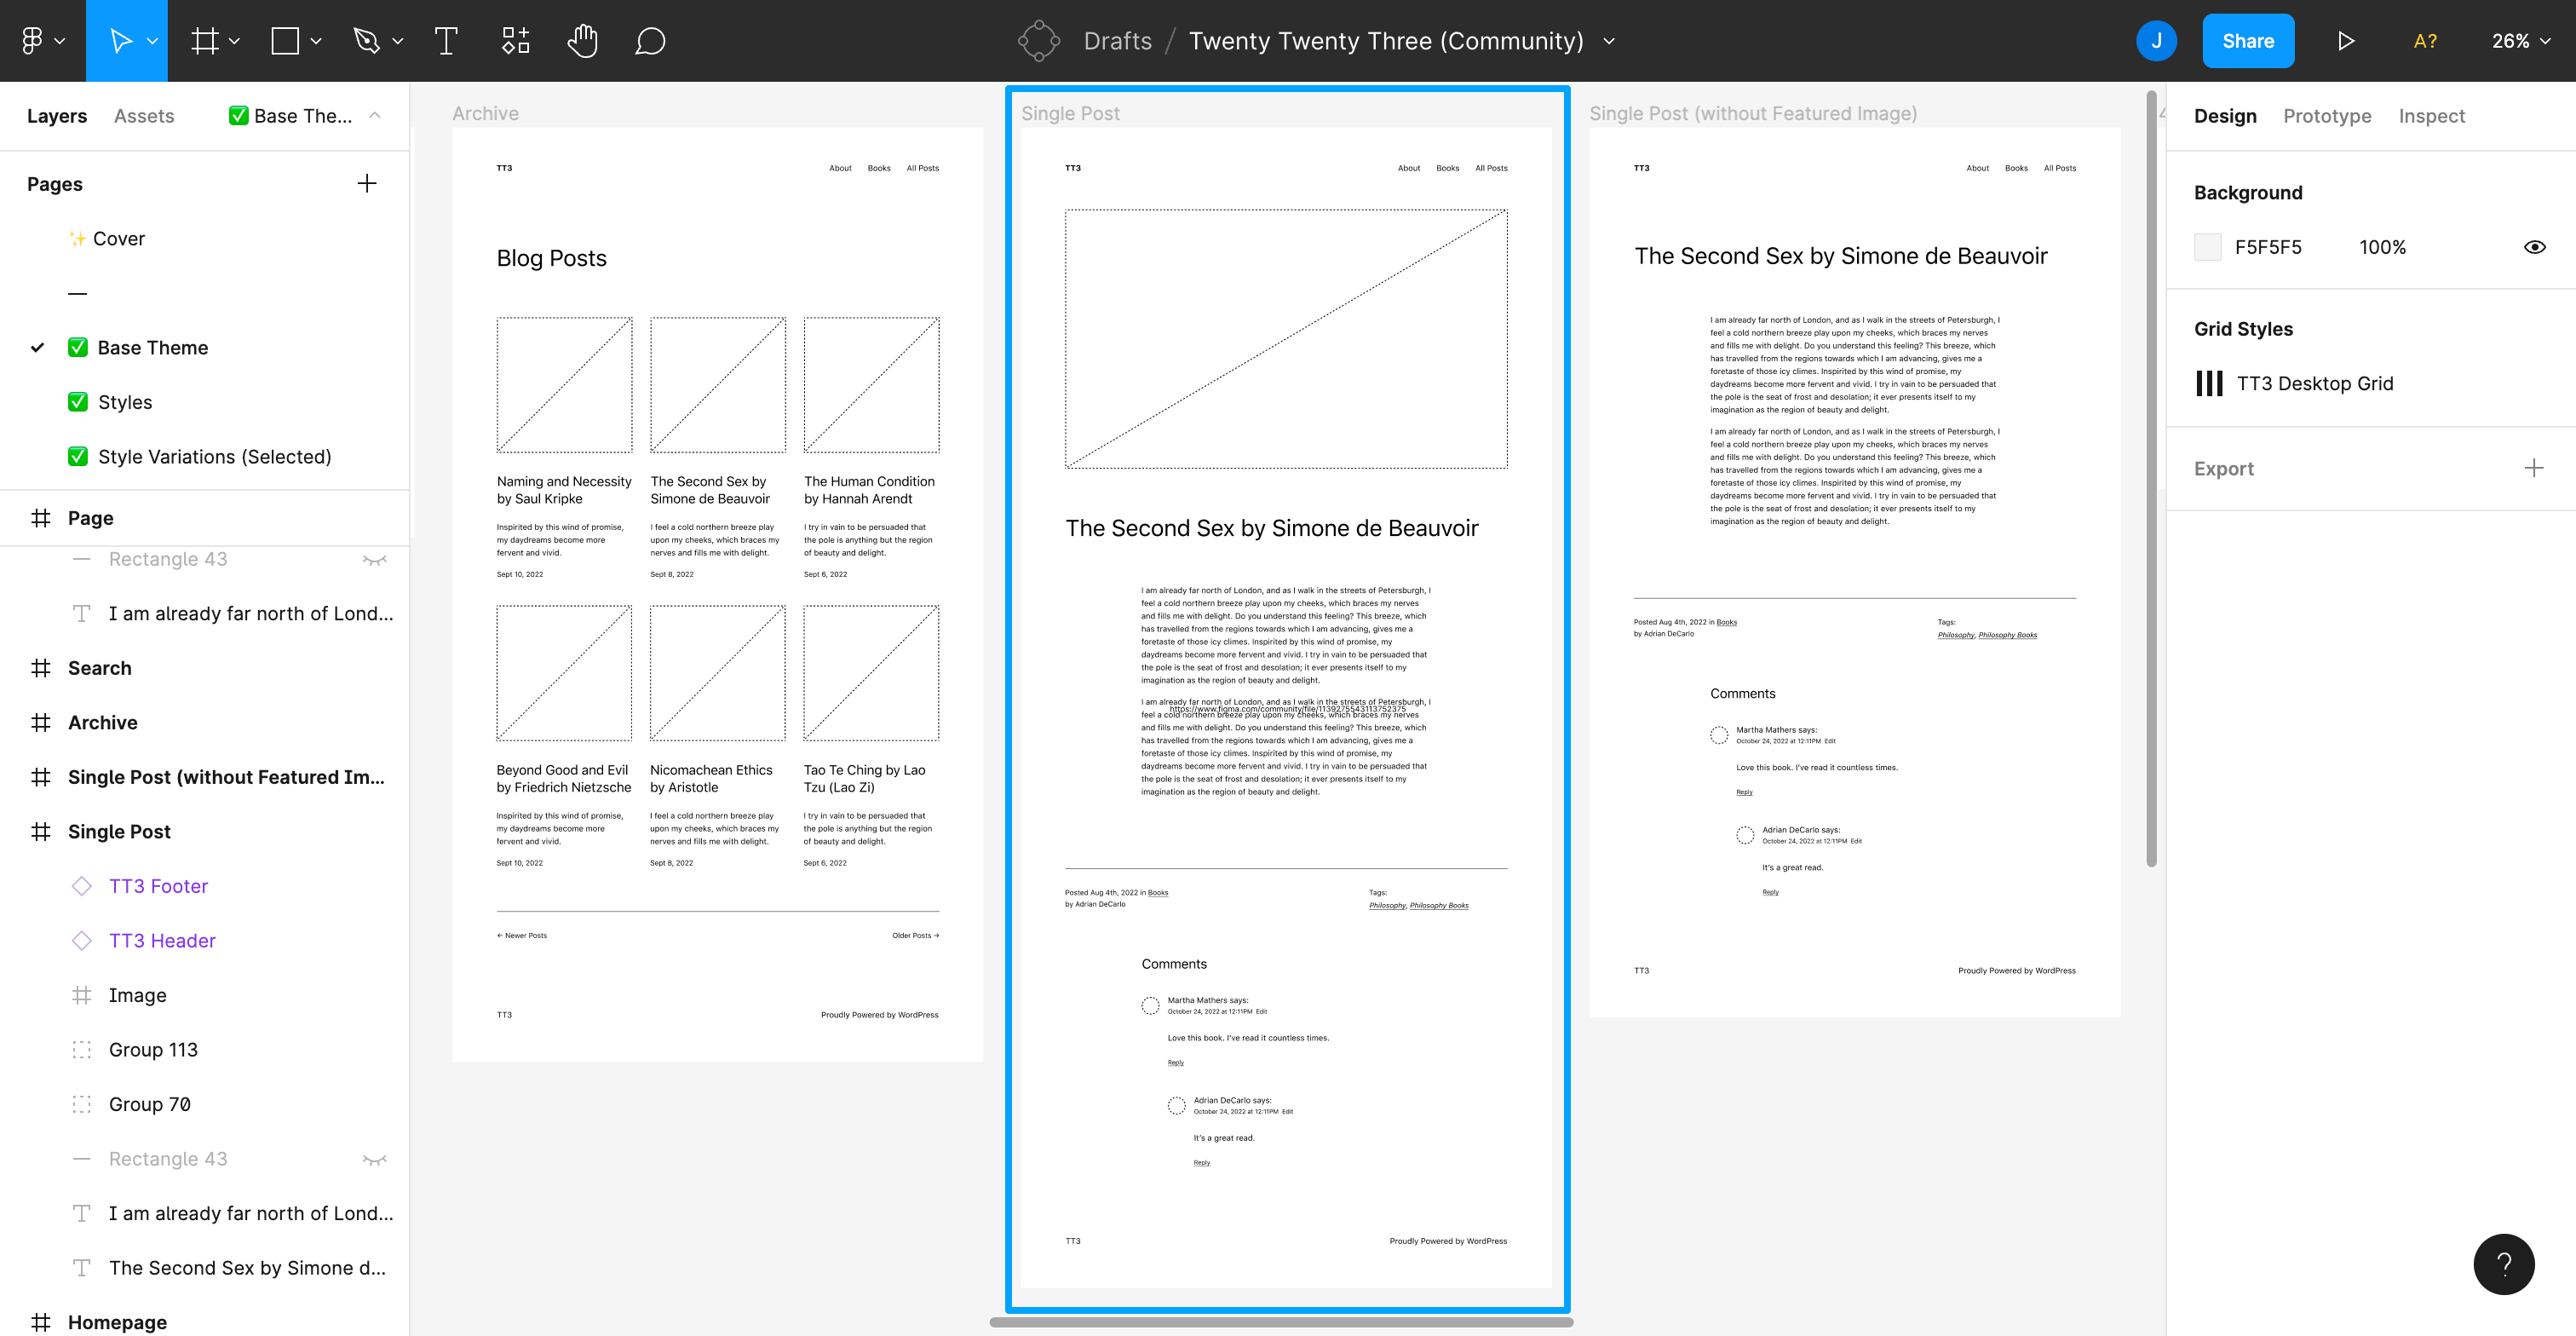 Drafts / Twenty Twenty Three (Community)
J
Share
A?
26%
Layers
Assets
Base The...
Pages
Cover
—
Base Theme
Styles
Style Variations (Selected)
Page
Rectangle 43
I am already far north of Lond...
Search
Archive
Single Post (without Featured Im...
Single Post
TT3 Footer
TT3 Header
Image
Group 113
Group 70
Rectangle 43
I am already far north of Lond...
The Second Sex by Simone d...
Homepage
Archive
TT3
About Books All Posts
Blog Posts
Naming and Necessity
by Saul Kripke
Inspirited by this wind of promise,
my daydreams become more
fervent and vivid.
Sept 10, 2022
The Second Sex by
Simone de Beauvoir
I feel a cold northern breeze play
upon my cheeks, which braces my
nerves and fills me with delight.
Sept 8, 2022
The Human Condition
by Hannah Arendt
I try in vain to be persuaded that
the pole is anything but the region
of beauty and delight.
Sept 6, 2022
Beyond Good and Evil
by Friedrich Nietzsche
Inspirited by this wind of promise,
my daydreams become more
fervent and vivid.
Sept 10, 2022
Nicomachean Ethics
by Aristotle
I feel a cold northern breeze play
upon my cheeks, which braces my
nerves and fills me with delight.
Sept 8, 2022
Tao Te Ching by Lao
Tzu (Lao Zi)
I try in vain to be persuaded that
the pole is anything but the region
of beauty and delight.
Sept 6, 2022
← Newer Posts
Older Posts →
TT3
Proudly Powered by WordPress
Single Post
TT3
About Books All Posts
The Second Sex by Simone de Beauvoir
I am already far north of London, and as I walk in the streets of Petersburgh, I
feel a cold northern breeze play upon my cheeks, which braces my nerves
and fills me with delight. Do you understand this feeling? This breeze, which
has travelled from the regions towards which I am advancing, gives me a
foretaste of those icy climes. Inspirited by this wind of promise, my
daydreams become more fervent and vivid. I try in vain to be persuaded that
the pole is the seat of frost and desolation; it ever presents itself to my
imagination as the region of beauty and delight.
I am already far north of London, and as I walk in the streets of Petersburgh, I
https://www.figma.com/community/file/1139275543113752375
feel a cold northern breeze play upon my cheeks, which braces my nerves
and fills me with delight. Do you understand this feeling? This breeze, which
has travelled from the regions towards which I am advancing, gives me a
foretaste of those icy climes. Inspirited by this wind of promise, my
daydreams become more fervent and vivid. I try in vain to be persuaded that
the pole is the seat of frost and desolation; it ever presents itself to my
imagination as the region of beauty and delight.
Posted Aug 4th, 2022 in Books
by Adrian DeCarlo
Tags:
Philosophy, Philosophy Books
Comments
Martha Mathers says:
October 24, 2022 at 12:11PM Edit
Love this book. I've read it countless times.
Reply
Adrian DeCarlo says:
October 24, 2022 at 12:11PM Edit
It's a great read.
Reply
TT3
Proudly Powered by WordPress
Single Post (without Featured Image)
TT3
About Books All Posts
The Second Sex by Simone de Beauvoir
I am already far north of London, and as I walk in the streets of Petersburgh, I
feel a cold northern breeze play upon my cheeks, which braces my nerves
and fills me with delight. Do you understand this feeling? This breeze, which
has travelled from the regions towards which I am advancing, gives me a
foretaste of those icy climes. Inspirited by this wind of promise, my
daydreams become more fervent and vivid. I try in vain to be persuaded that
the pole is the seat of frost and desolation; it ever presents itself to my
imagination as the region of beauty and delight.
I am already far north of London, and as I walk in the streets of Petersburgh, I
feel a cold northern breeze play upon my cheeks, which braces my nerves
and fills me with delight. Do you understand this feeling? This breeze, which
has travelled from the regions towards which I am advancing, gives me a
foretaste of those icy climes. Inspirited by this wind of promise, my
daydreams become more fervent and vivid. I try in vain to be persuaded that
the pole is the seat of frost and desolation; it ever presents itself to my
imagination as the region of beauty and delight.
Posted Aug 4th, 2022 in Books
by Adrian DeCarlo
Tags:
Philosophy, Philosophy Books
Comments
Martha Mathers says:
October 24, 2022 at 12:11PM Edit
Love this book. I've read it countless times.
Reply
Adrian DeCarlo says:
October 24, 2022 at 12:11PM Edit
It's a great read.
Reply
TT3
Proudly Powered by WordPress
Design
Prototype
Inspect
Background
F5F5F5
100%
Grid Styles
TT3 Desktop Grid
Export
?